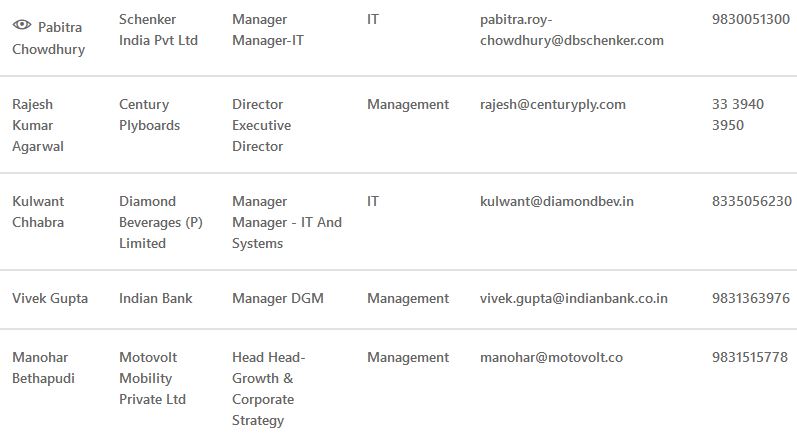 Pabitra Chowdhury Schenker India Pvt Ltd Manager Manager-IT IT pabitra.roy-chowdhury@dbschenker.com 9830051300
Rajesh Kumar Agarwal Century Plyboards Director Executive Director Management rajesh@centuryply.com 33 3940 3950
Kulwant Chhabra Diamond Beverages (P) Limited Manager Manager - IT And Systems IT kulwant@diamondbev.in 8335056230
Vivek Gupta Indian Bank Manager DGM Management vivek.gupta@indianbank.co.in 9831363976
Manohar Bethapudi Motovolt Mobility Private Ltd Head Head-Growth & Corporate Strategy Management manohar@motovolt.co 9831515778